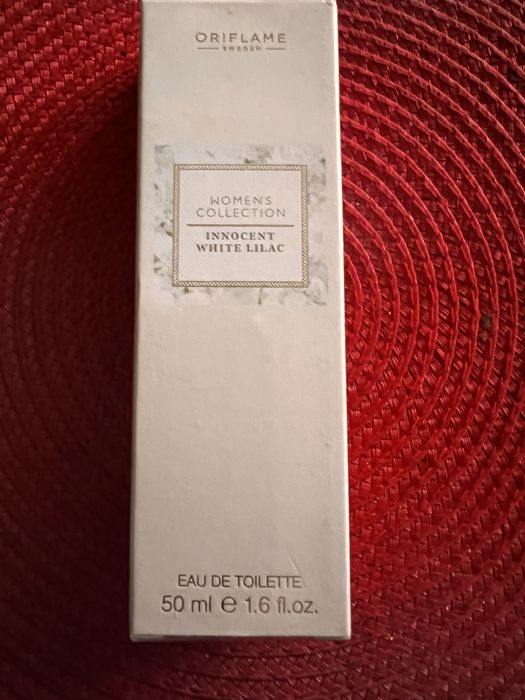 ORIFLAME
SWEDEN
WOMEN'S
COLLECTION
INNOCENT
WHITE LILAC
EAU DE TOILETTE
50 ml ℮ 1.6 fl.oz.